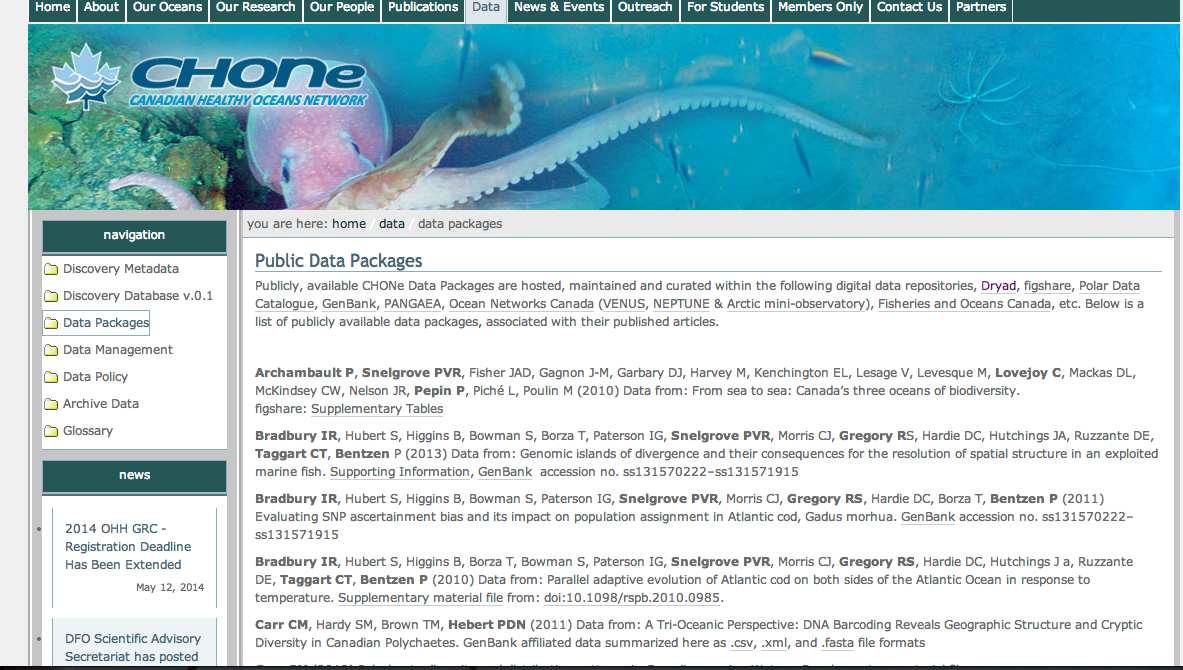 Home About Our Oceans Our Research Our People Publications Data News & Events Outreach For Students Members Only Contact Us Partners
CHONe
CANADIAN HEALTHY OCEANS NETWORK
navigation
Discovery Metadata
Discovery Database v.0.1
Data Packages
Data Management
Data Policy
Archive Data
Glossary
news
2014 OHH GRC -
Registration Deadline
Has Been Extended
May 12, 2014
DFO Scientific Advisory
Secretariat has posted
you are here: home / data / data packages
Public Data Packages
Publicly, available CHONe Data Packages are hosted, maintained and curated within the following digital data repositories, Dryad, figshare, Polar Data
Catalogue, GenBank, PANGAEA, Ocean Networks Canada (VENUS, NEPTUNE & Arctic mini-observatory), Fisheries and Oceans Canada, etc. Below is a
list of publicly available data packages, associated with their published articles.
Archambault P, Snelgrove PVR, Fisher JAD, Gagnon J-M, Garbary DJ, Harvey M, Kenchington EL, Lesage V, Levesque M, Lovejoy C, Mackas DL,
McKindsey CW, Nelson JR, Pepin P, Piché L, Poulin M (2010) Data from: From sea to sea: Canada's three oceans of biodiversity.
figshare: Supplementary Tables
Bradbury IR, Hubert S, Higgins B, Bowman S, Borza T, Paterson IG, Snelgrove PVR, Morris CJ, Gregory RS, Hardie DC, Hutchings JA, Ruzzante DE,
Taggart CT, Bentzen P (2013) Data from: Genomic islands of divergence and their consequences for the resolution of spatial structure in an exploited
marine fish. Supporting Information, GenBank accession no. ss131570222–ss131571915
Bradbury IR, Hubert S, Higgins B, Bowman S, Paterson IG, Snelgrove PVR, Morris CJ, Gregory RS, Hardie DC, Borza T, Bentzen P (2011)
Evaluating SNP ascertainment bias and its impact on population assignment in Atlantic cod, Gadus morhua. GenBank accession no. ss131570222–
ss131571915
Bradbury IR, Hubert S, Higgins B, Borza T, Bowman S, Paterson IG, Snelgrove PVR, Morris CJ, Gregory RS, Hardie DC, Hutchings J a, Ruzzante
DE, Taggart CT, Bentzen P (2010) Data from: Parallel adaptive evolution of Atlantic cod on both sides of the Atlantic Ocean in response to
temperature. Supplementary material file from: doi:10.1098/rspb.2010.0985.
Carr CM, Hardy SM, Brown TM, Hebert PDN (2011) Data from: A Tri-Oceanic Perspective: DNA Barcoding Reveals Geographic Structure and Cryptic
Diversity in Canadian Polychaetes. GenBank affiliated data summarized here as .csv, .xml, and .fasta file formats